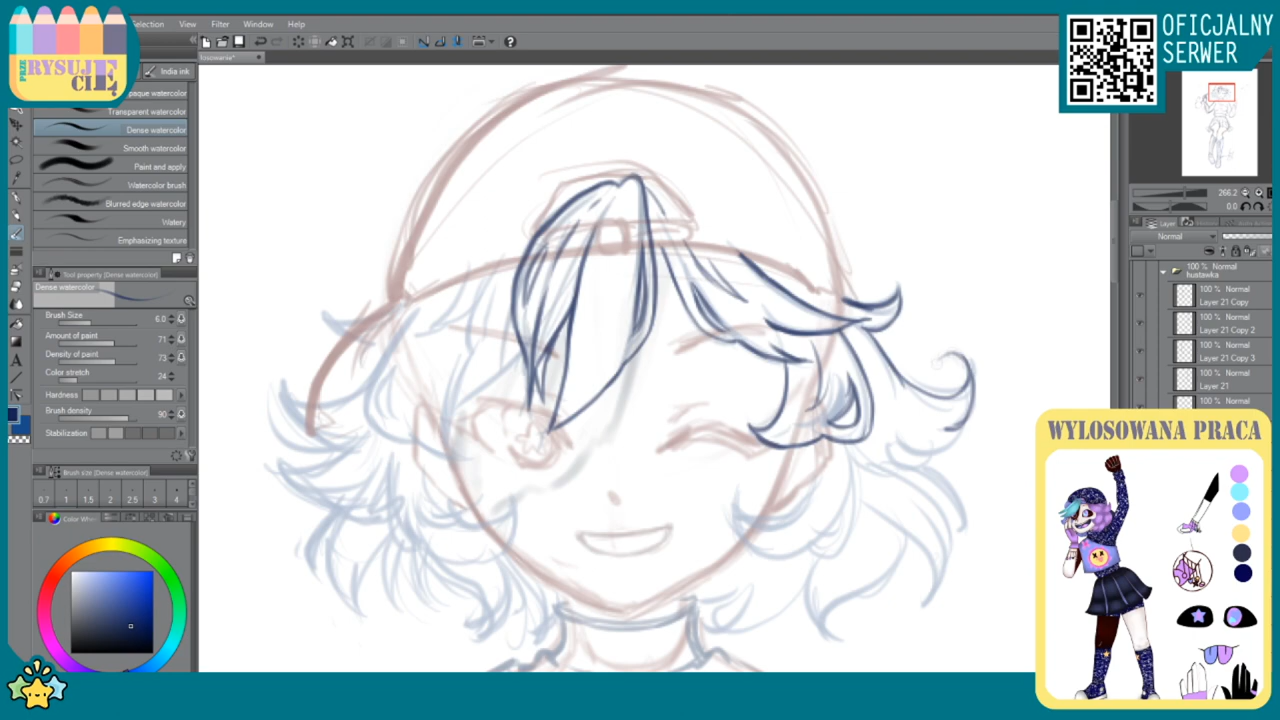 Selection View Filter Window Help
PRZE
RYSUJĘ
CIĘ
OFICJALNY
SERWER
India ink
Opaque watercolor
Transparent watercolor
Dense watercolor
Smooth watercolor
Paint and apply
Watercolor brush
Blurred edge watercolor
Watery
Emphasizing texture
Tool property (Dense watercolor)
Dense watercolor
Brush Size 6.0
Amount of paint 71
Density of paint 73
Color stretch 24
Hardness
Brush density 90
Stabilization
Brush size (Dense watercolor)
0.7 1 1.5 2 2.5 3 4
Color Whe
266.2
0.0
Layer
Normal
100 % Normal
hustawka
100 % Normal
Layer 21 Copy
100 % Normal
Layer 21 Copy 2
100 % Normal
Layer 21 Copy 3
100 % Normal
Layer 21
100 % Normal
WYLOSOWANA PRACA